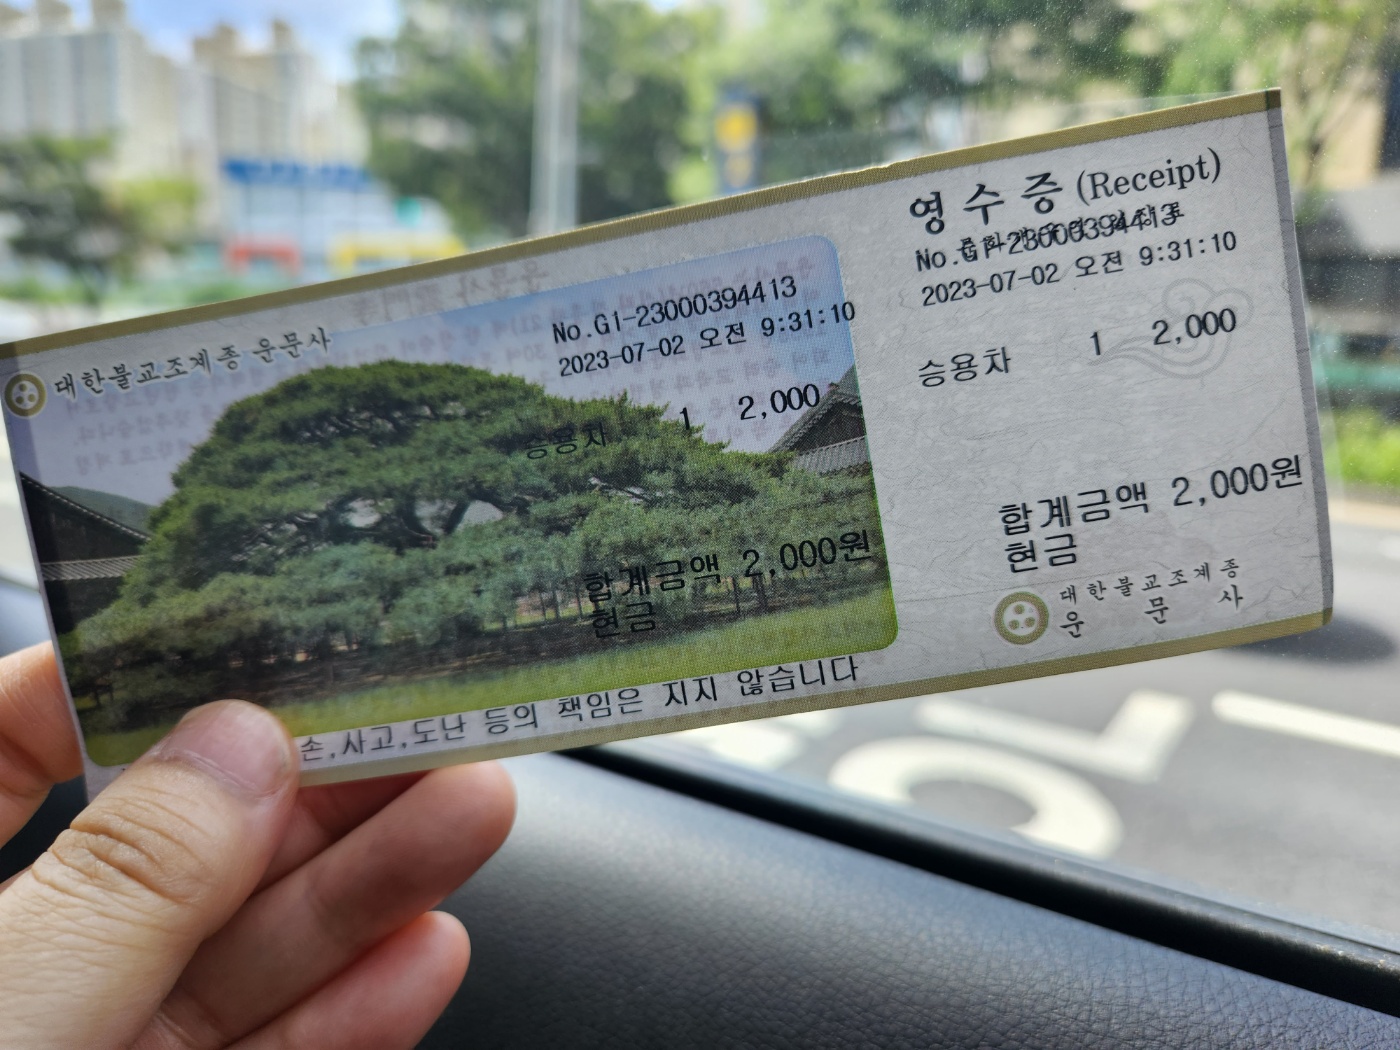 대한불교조계종 운문사
No.G1-23000394413
2023-07-02 오전 9:31:10
승용차 1 2,000
합계금액 2,000원
현금
손,사고,도난 등의 책임은 지지 않습니다
영수증 (Receipt)
No.G1-23000394413
2023-07-02 오전 9:31:10
승용차 1 2,000
합계금액 2,000원
현금
대한불교조계종
운문사